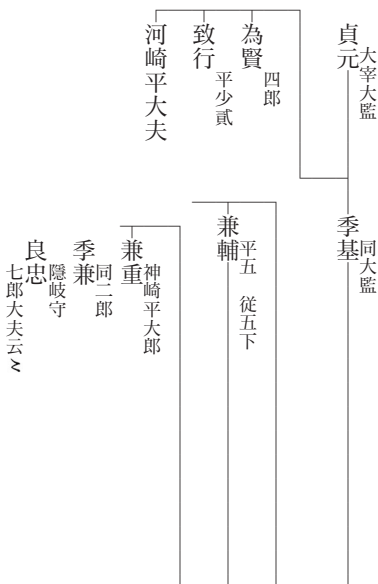 貞元
大宰大監
為賢
四郎
致行
平少貳
河崎平大夫
季基
同大監
兼輔
平五　従五下
兼重
神崎平大郎
季兼
同二郎
良忠
隠岐守
七郎大夫云々